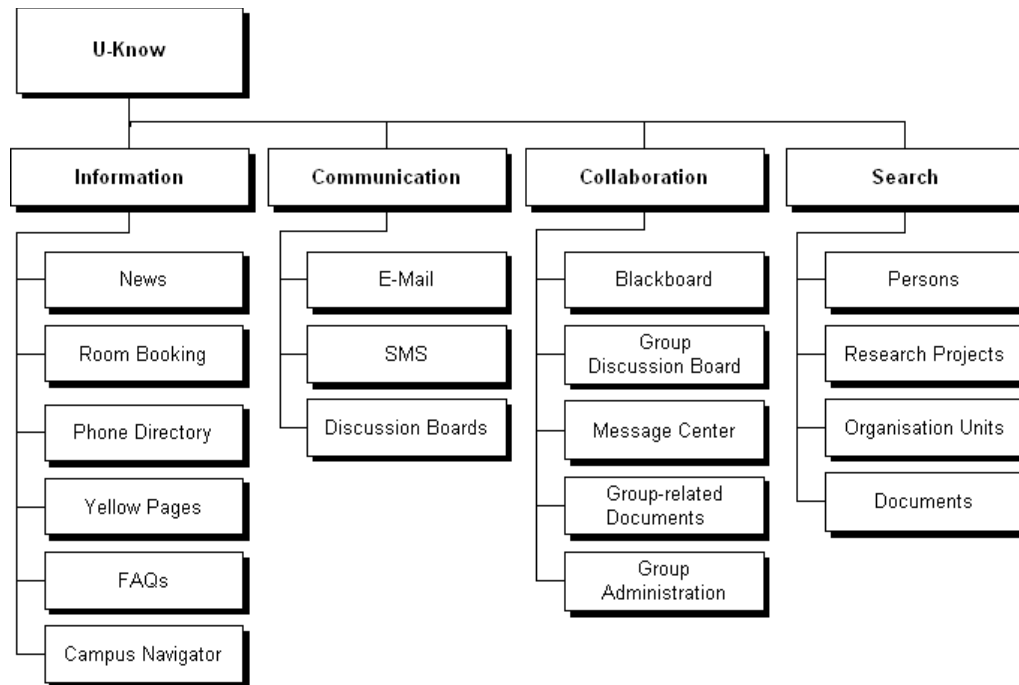 U-Know
Information
Communication
Collaboration
Search
News
Room Booking
Phone Directory
Yellow Pages
FAQs
Campus Navigator
E-Mail
SMS
Discussion Boards
Blackboard
Group
Discussion Board
Message Center
Group-related
Documents
Group
Administration
Persons
Research Projects
Organisation Units
Documents